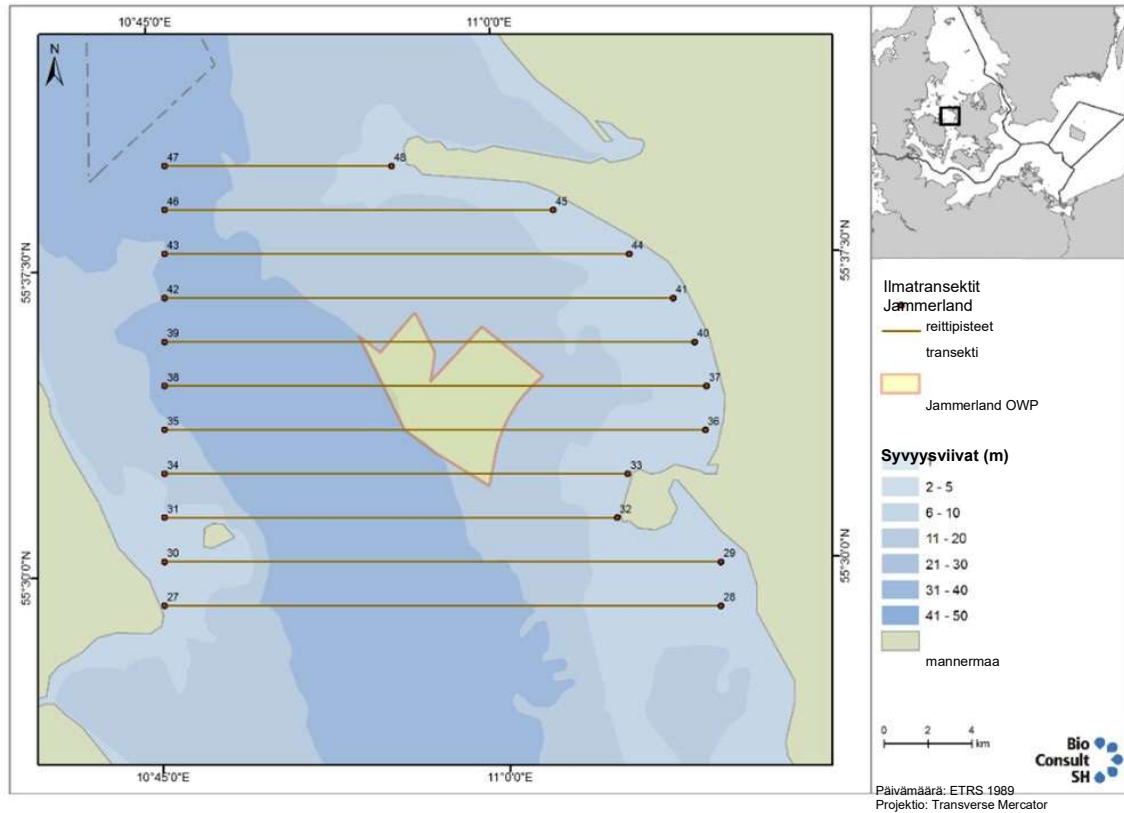 10°45'0"E
11°0'0"E
N
47
48
46
45
43
44
42
41
39
40
38
37
35
36
34
33
31
32
30
29
27
28
55°37'30"N
55°30'0"N
55°37'30"N
55°30'0"N
10°45'0"E
11°0'0"E
Ilmatransektit
Jammerland
reittipisteet
transekti
Jammerland OWP
Syvyysviivat (m)
2 - 5
6 - 10
11 - 20
21 - 30
31 - 40
41 - 50
mannermaa
0 2 4
km
Bio
Consult
SH
Päivämäärä: ETRS 1989
Projektio: Transverse Mercator